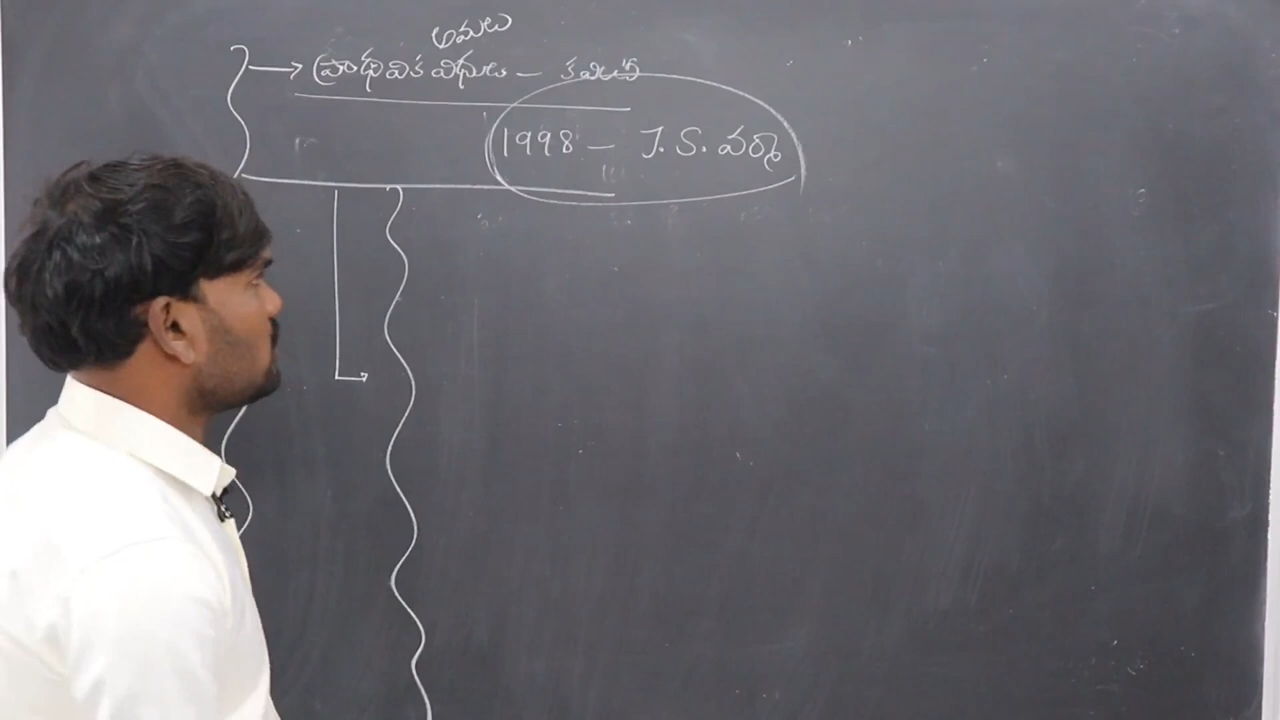 అమలు
ప్రాథమిక విధులు – కమిటీ
1998 – J. S. వర్మ